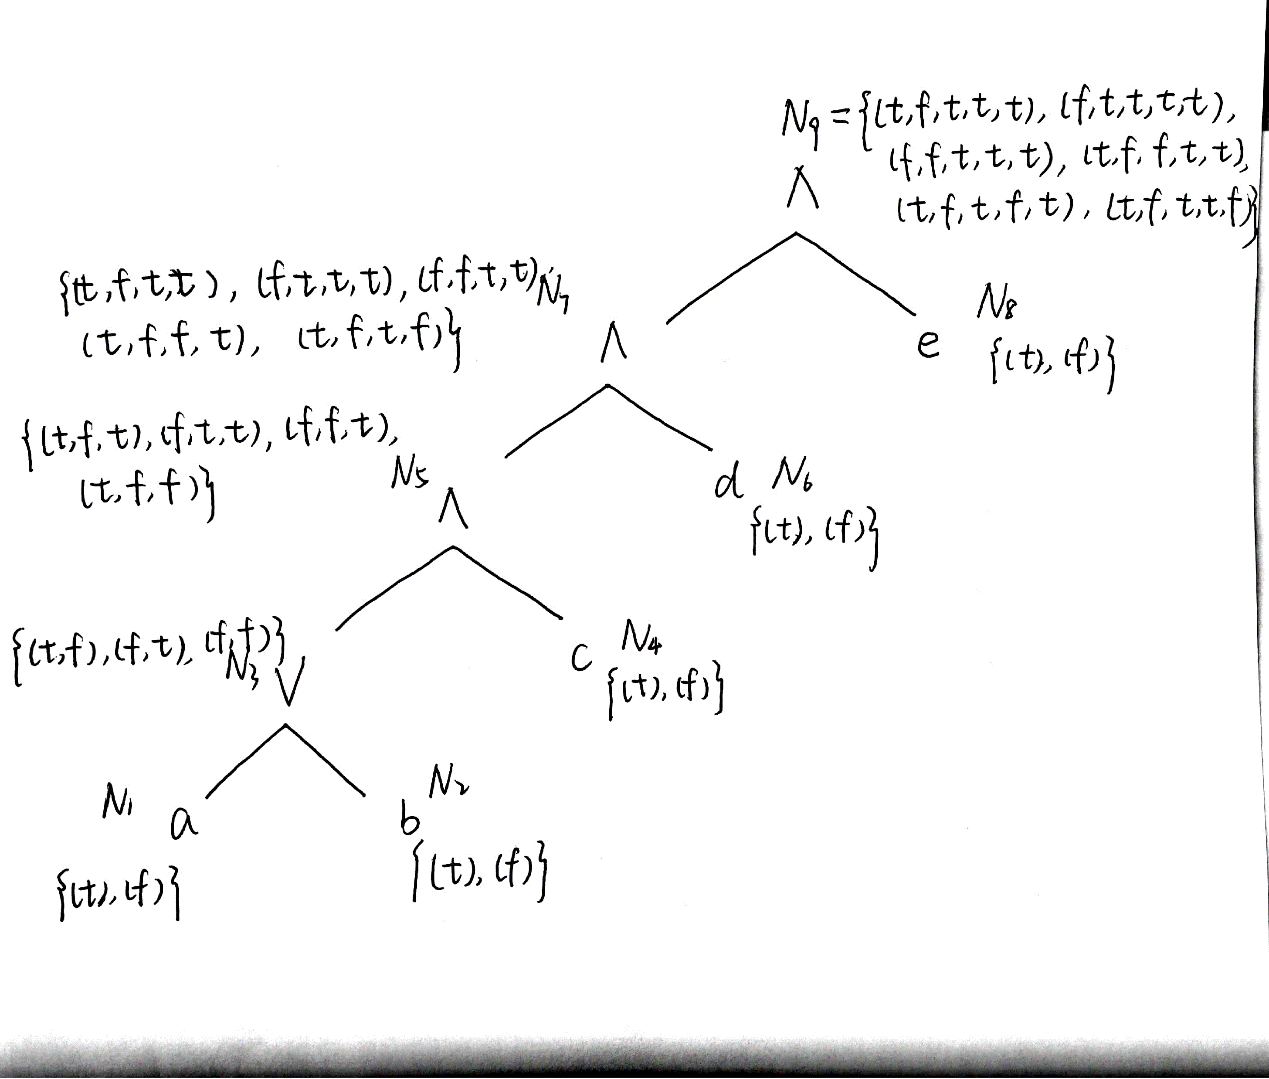 N9 = {(t,f,t,t,t), (f,t,t,t,t),
(f,f,t,t,t), (t,f,f,t,t),
(t,f,t,f,t), (t,f,t,t,f)}
∧
{(t,f,t,t), (f,t,t,t), (f,f,t,t) N7
(t,f,f,t), (t,f,t,f)}
∧
N8
e
{(t), (f)}
{(t,f,t), (f,t,t), (f,f,t),
(t,f,f)}
N5
∧
d N6
{(t), (f)}
{(t,f), (f,t), (f,f)}
N3
∨
N4
c
{(t), (f)}
N1 a
{(t), (f)}
N2
b
{(t), (f)}